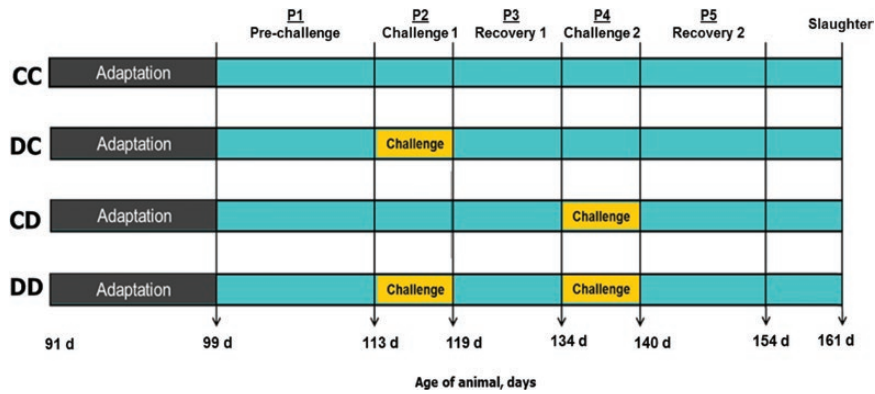 P1 P2 P3 P4 P5
Pre-challenge Challenge 1 Recovery 1 Challenge 2 Recovery 2 Slaughter
CC Adaptation
DC Adaptation Challenge
CD Adaptation Challenge
DD Adaptation Challenge Challenge
91 d 99 d 113 d 119 d 134 d 140 d 154 d 161 d
Age of animal, days